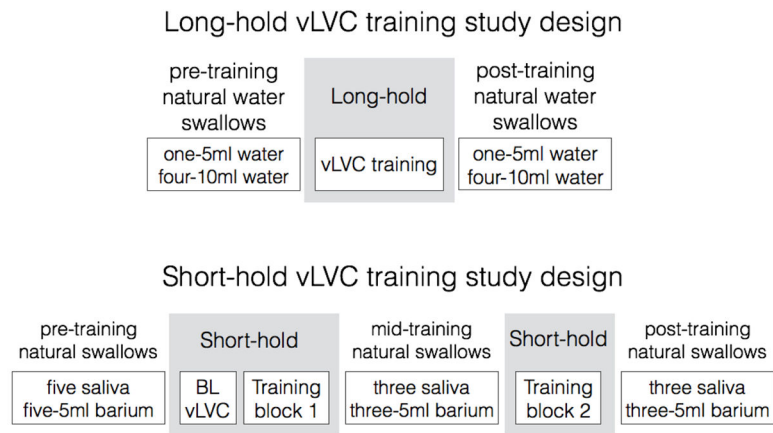 Long-hold vLVC training study design
pre-training
natural water
swallows
one-5ml water
four-10ml water
Long-hold
vLVC training
post-training
natural water
swallows
one-5ml water
four-10ml water
Short-hold vLVC training study design
pre-training
natural swallows
five saliva
five-5ml barium
Short-hold
BL
vLVC
Training
block 1
mid-training
natural swallows
three saliva
three-5ml barium
Short-hold
Training
block 2
post-training
natural swallows
three saliva
three-5ml barium